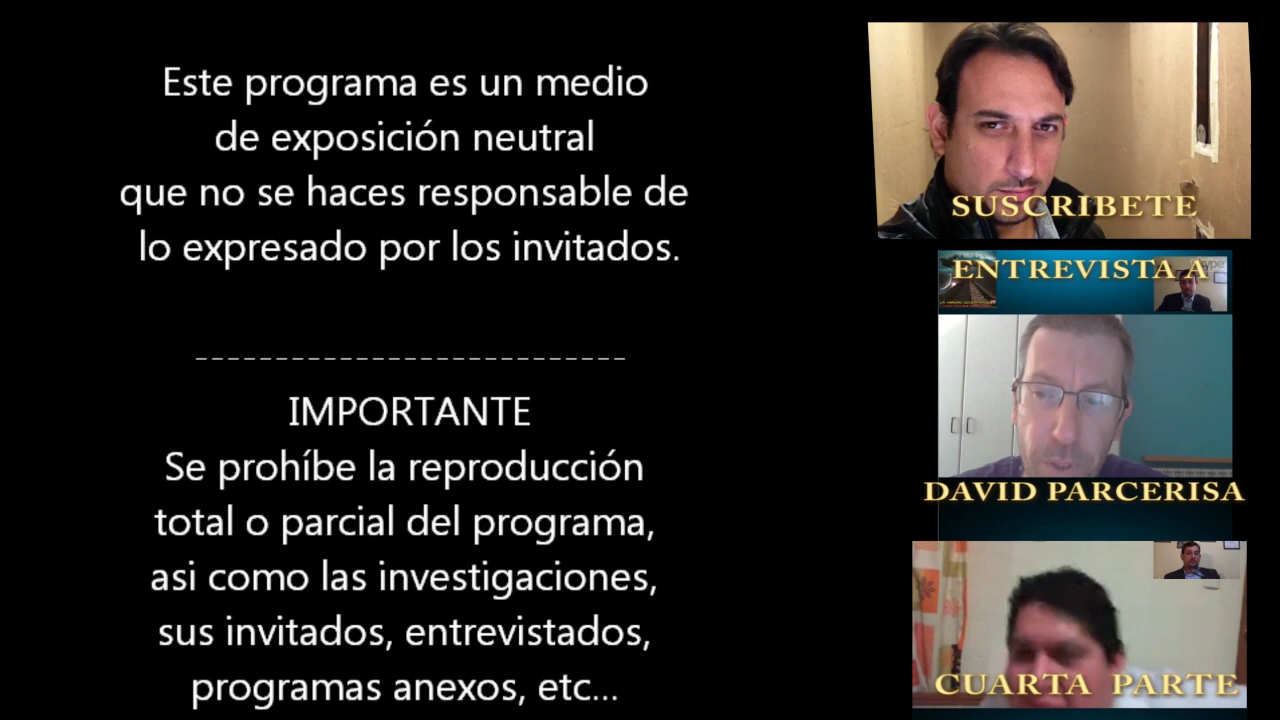 Este programa es un medio
de exposición neutral
que no se haces responsable de
lo expresado por los invitados.
---------------------------
IMPORTANTE
Se prohíbe la reproducción
total o parcial del programa,
asi como las investigaciones,
sus invitados, entrevistados,
programas anexos, etc...
SUSCRIBETE
ENTREVISTA A
DAVID PARCERISA
CUARTA PARTE